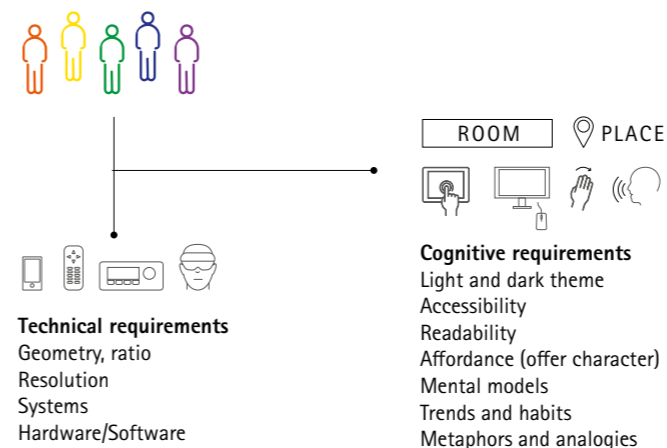 ROOM
PLACE
Cognitive requirements
Light and dark theme
Accessibility
Readability
Affordance (offer character)
Mental models
Trends and habits
Metaphors and analogies
Technical requirements
Geometry, ratio
Resolution
Systems
Hardware/Software